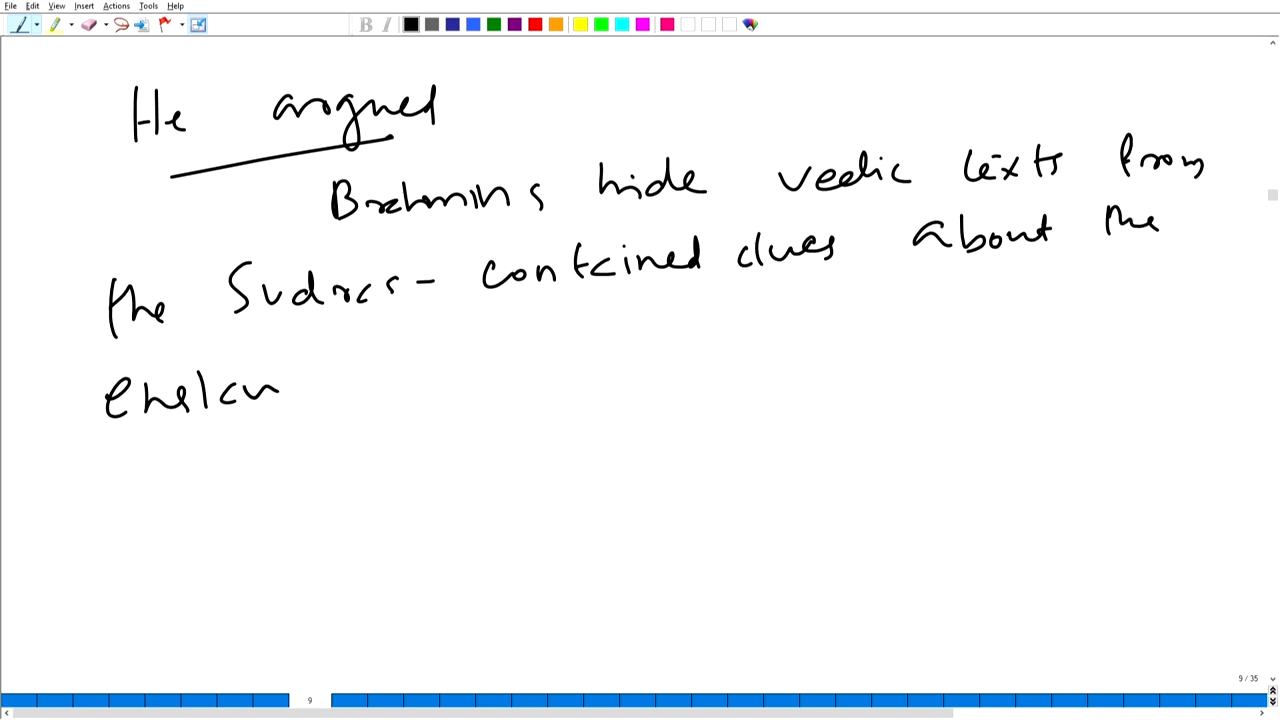 File Edit View Insert Actions Tools Help
B I
He argued
Brahmins hide vedic texts from
the Sudras - contained clues about the
enslav
9 / 35
9